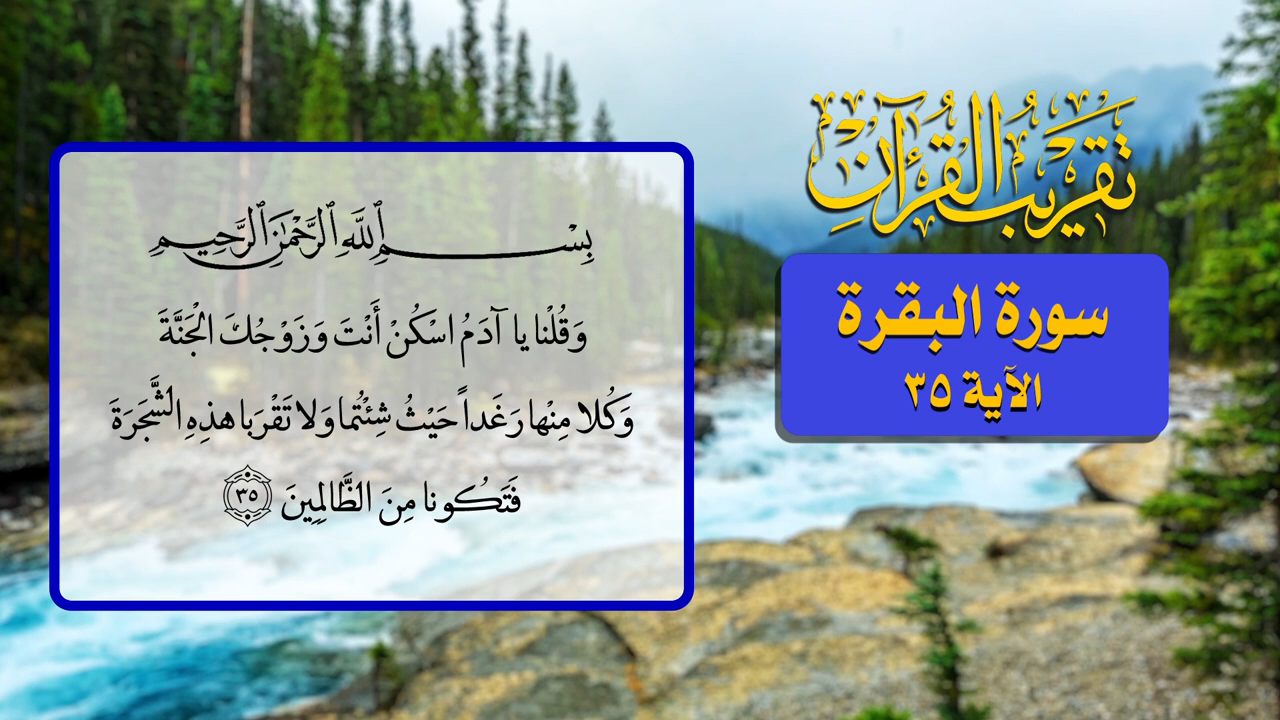 تقريب القرآن
سورة البقرة
الآية ٣٥
بِسْمِ ٱللَّهِ ٱلرَّحْمَٰنِ ٱلرَّحِيمِ
وَقُلْنا يا آدَمُ اسْكُنْ أَنْتَ وَزَوْجُكَ الْجَنَّةَ
وَكُلا مِنْها رَغَداً حَيْثُ شِئْتُما وَلا تَقْرَبا هذِهِ الشَّجَرَةَ
فَتَكُونا مِنَ الظَّالِمِينَ ٣٥